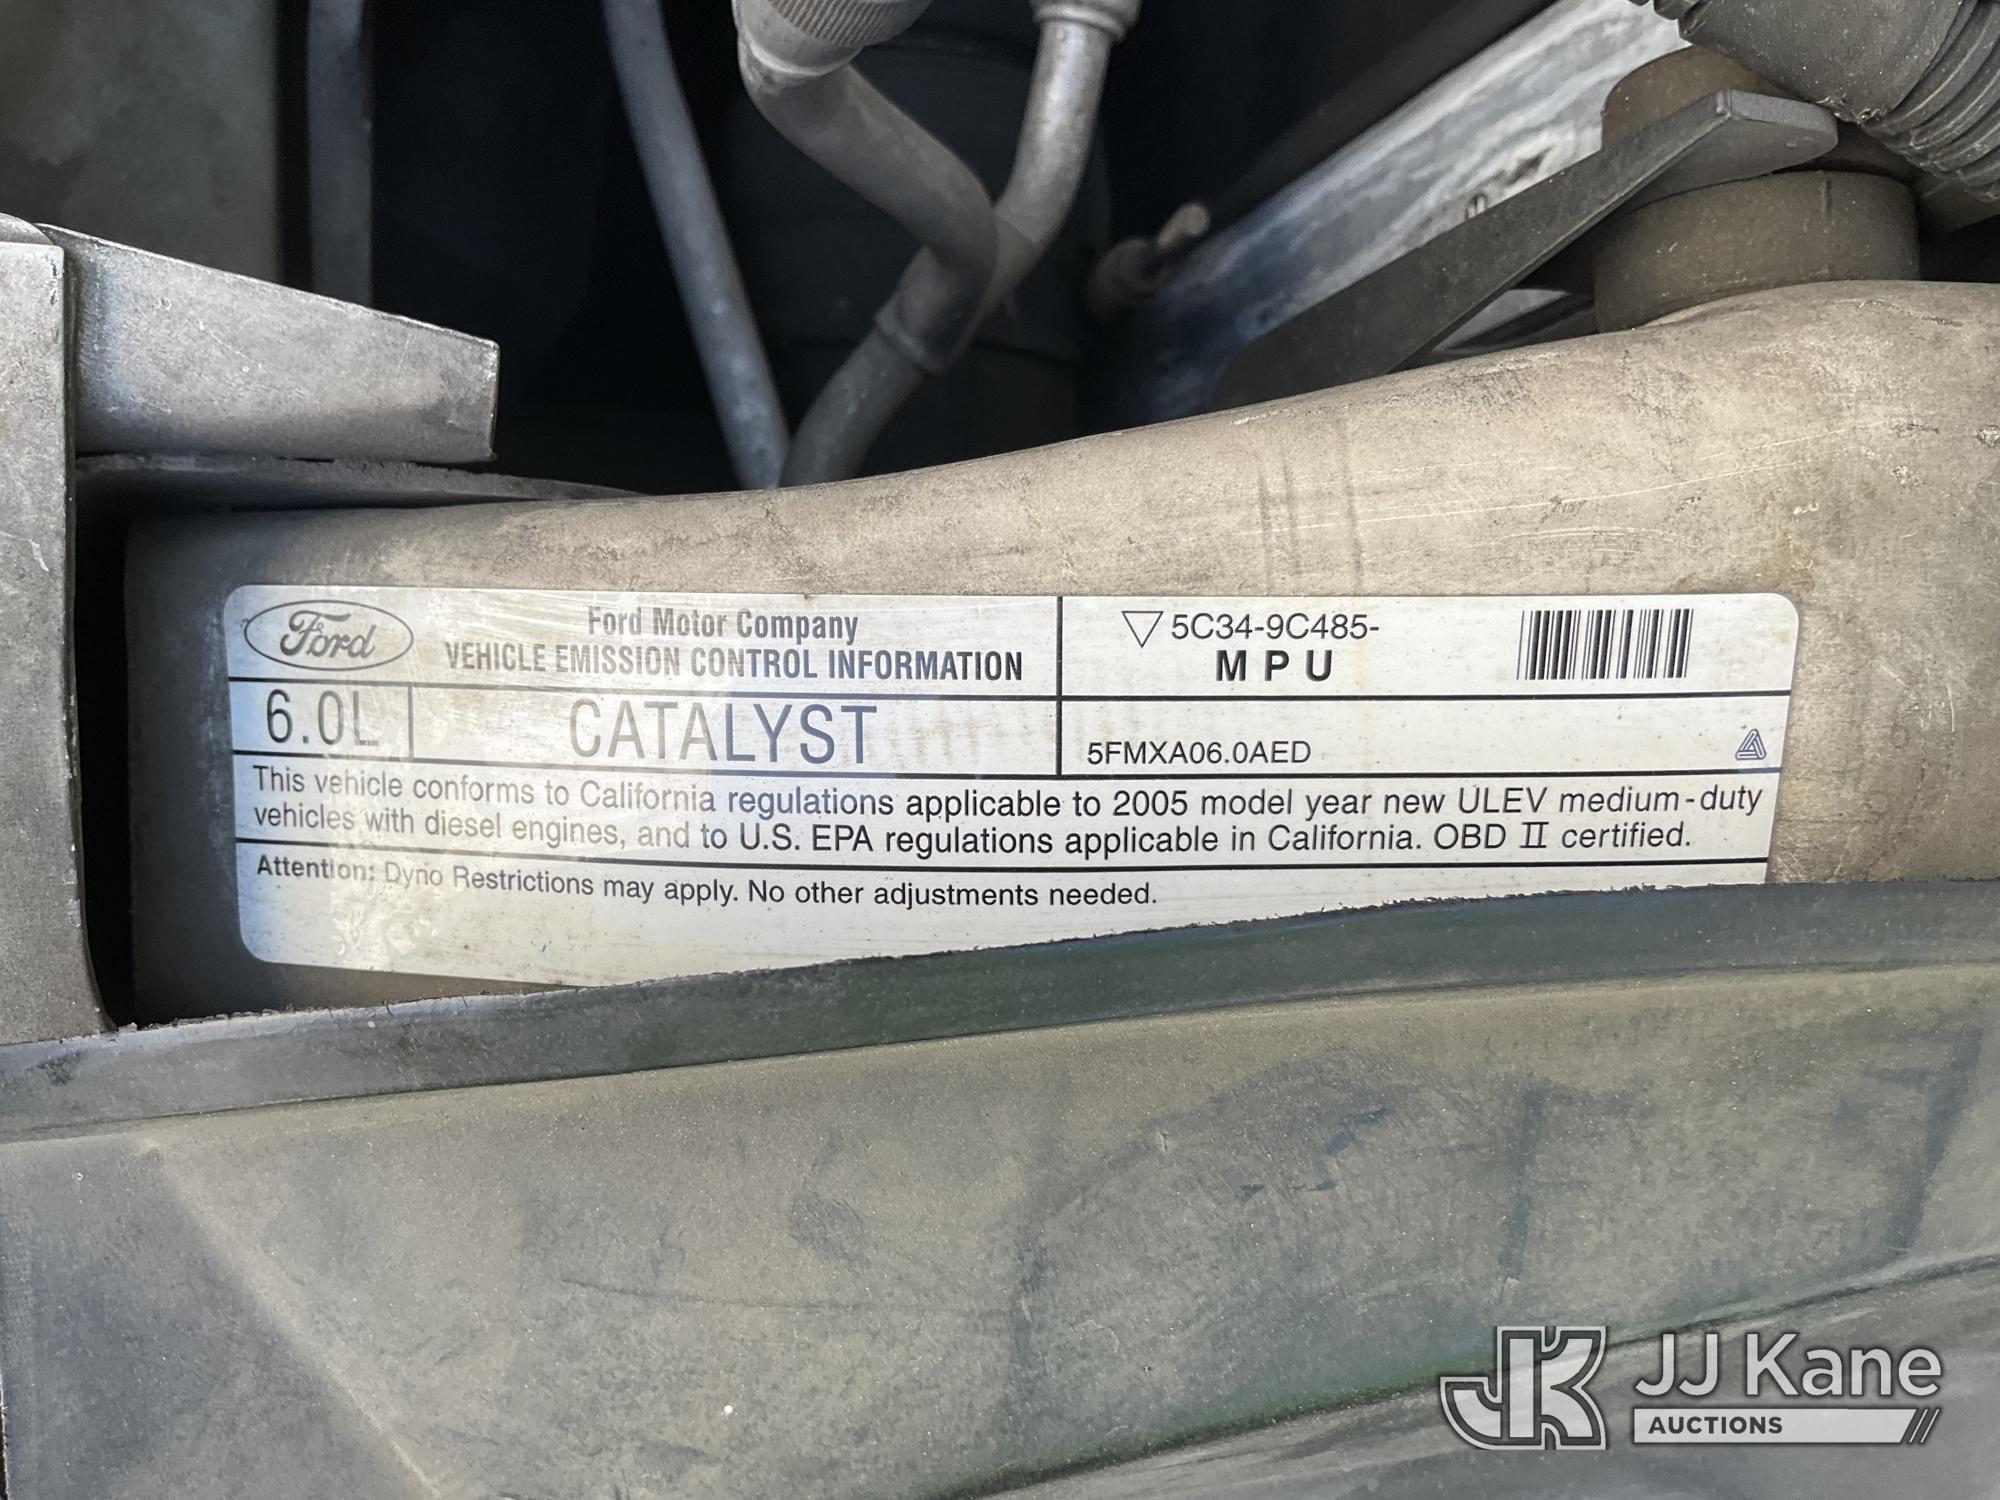 Ford
Ford Motor Company
VEHICLE EMISSION CONTROL INFORMATION
5C34-9C485-
M P U
6.0L
CATALYST
5FMXA06.0AED
This vehicle conforms to California regulations applicable to 2005 model year new ULEV medium-duty
vehicles with diesel engines, and to U.S. EPA regulations applicable in California. OBD II certified.
Attention: Dyno Restrictions may apply. No other adjustments needed.
JK
JJ Kane
AUCTIONS